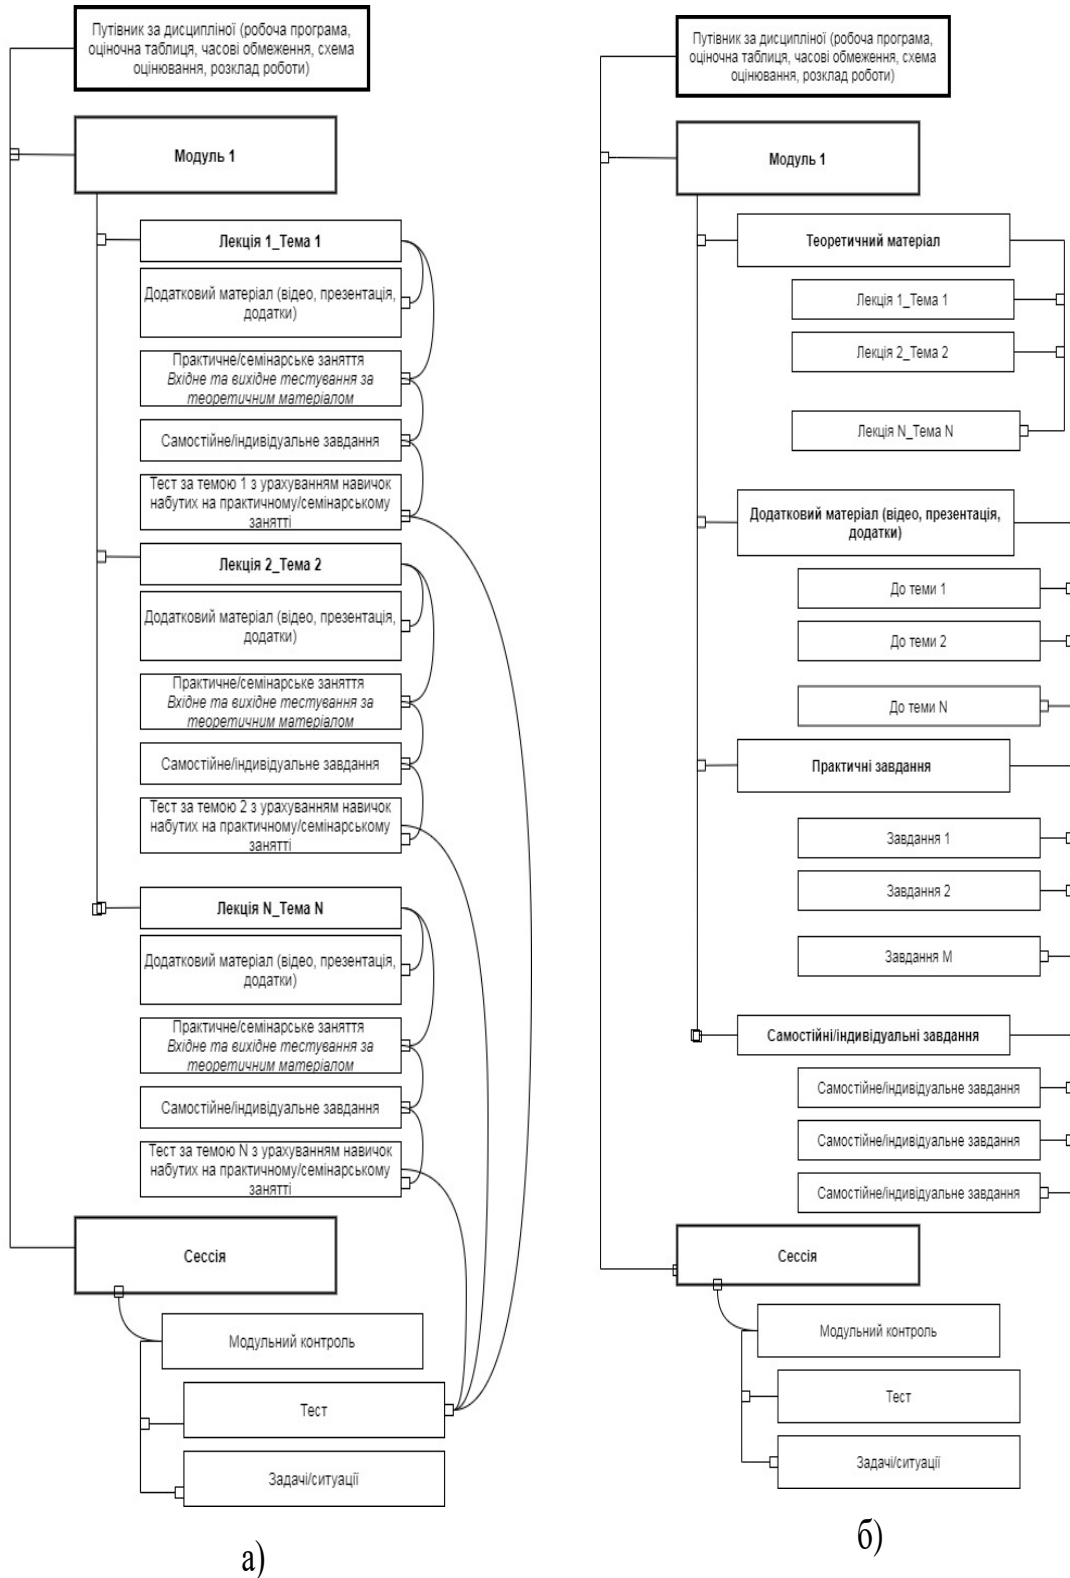 Путівник за дисципліної (робоча програма,
оціночна таблиця, часові обмеження, схема
оцінювання, розклад роботи)
Модуль 1
Лекція 1_Тема 1
Додатковий матеріал (відео, презентація,
додатки)
Практичне/семінарське заняття
Вхідне та вихідне тестування за
теоретичним матеріалом
Самостійне/індивідуальне завдання
Тест за темою 1 з урахуванням навичок
набутих на практичному/семінарському
занятті
Лекція 2_Тема 2
Додатковий матеріал (відео, презентація,
додатки)
Практичне/семінарське заняття
Вхідне та вихідне тестування за
теоретичним матеріалом
Самостійне/індивідуальне завдання
Тест за темою 2 з урахуванням навичок
набутих на практичному/семінарському
занятті
Лекція N_Тема N
Додатковий матеріал (відео, презентація,
додатки)
Практичне/семінарське заняття
Вхідне та вихідне тестування за
теоретичним матеріалом
Самостійне/індивідуальне завдання
Тест за темою N з урахуванням навичок
набутих на практичному/семінарському
занятті
Сессія
Модульний контроль
Тест
Задачі/ситуації
а)
Путівник за дисципліної (робоча програма,
оціночна таблиця, часові обмеження, схема
оцінювання, розклад роботи)
Модуль 1
Теоретичний матеріал
Лекція 1_Тема 1
Лекція 2_Тема 2
Лекція N_Тема N
Додатковий матеріал (відео, презентація,
додатки)
До теми 1
До теми 2
До теми N
Практичні завдання
Завдання 1
Завдання 2
Завдання М
Самостійні/індивідуальні завдання
Самостійне/індивідуальне завдання
Самостійне/індивідуальне завдання
Самостійне/індивідуальне завдання
Сессія
Модульний контроль
Тест
Задачі/ситуації
б)